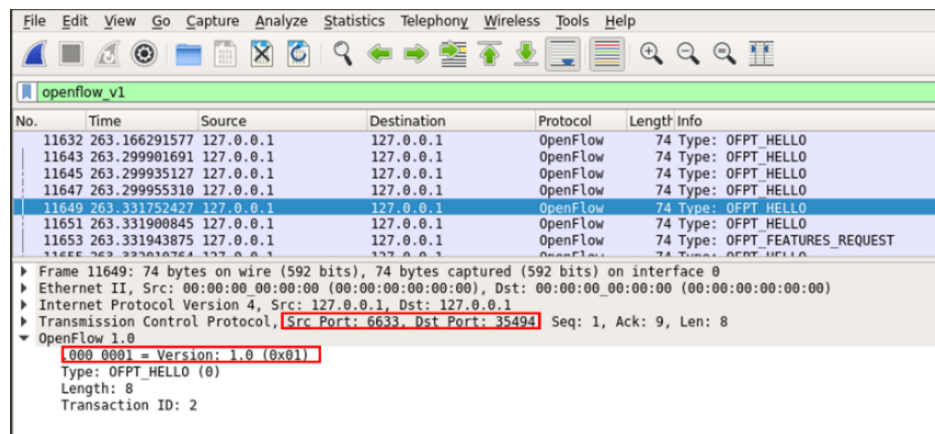 File Edit View Go Capture Analyze Statistics Telephony Wireless Tools Help
openflow_v1
No. Time Source Destination Protocol Length Info
11632 263.166291577 127.0.0.1 127.0.0.1 OpenFlow 74 Type: OFPT_HELLO
11643 263.299901691 127.0.0.1 127.0.0.1 OpenFlow 74 Type: OFPT_HELLO
11645 263.299935127 127.0.0.1 127.0.0.1 OpenFlow 74 Type: OFPT_HELLO
11647 263.299955310 127.0.0.1 127.0.0.1 OpenFlow 74 Type: OFPT_HELLO
11649 263.331752427 127.0.0.1 127.0.0.1 OpenFlow 74 Type: OFPT_HELLO
11651 263.331900845 127.0.0.1 127.0.0.1 OpenFlow 74 Type: OFPT_HELLO
11653 263.331943875 127.0.0.1 127.0.0.1 OpenFlow 74 Type: OFPT_FEATURES_REQUEST
Frame 11649: 74 bytes on wire (592 bits), 74 bytes captured (592 bits) on interface 0
Ethernet II, Src: 00:00:00_00:00:00 (00:00:00:00:00:00), Dst: 00:00:00_00:00:00 (00:00:00:00:00:00)
Internet Protocol Version 4, Src: 127.0.0.1, Dst: 127.0.0.1
Transmission Control Protocol, Src Port: 6633, Dst Port: 35494 Seq: 1, Ack: 9, Len: 8
OpenFlow 1.0
.000 0001 = Version: 1.0 (0x01)
Type: OFPT_HELLO (0)
Length: 8
Transaction ID: 2